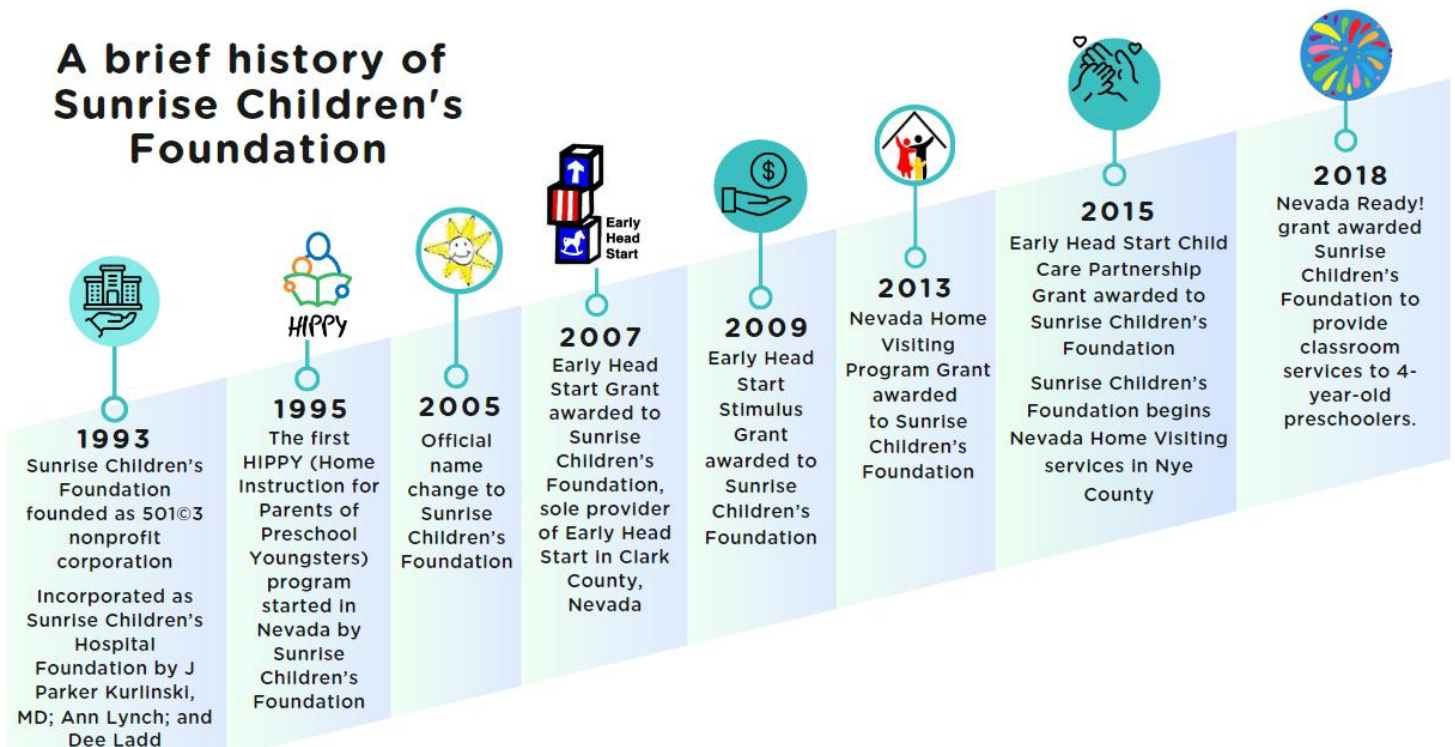 A brief history of
Sunrise Children's
Foundation
1993
Sunrise Children's
Foundation
founded as 501©3
nonprofit
corporation
Incorporated as
Sunrise Children's
Hospital
Foundation by J
Parker Kurlinski,
MD; Ann Lynch; and
Dee Ladd
HIPPY
1995
The first
HIPPY (Home
Instruction for
Parents of
Preschool
Youngsters)
program
started in
Nevada by
Sunrise
Children's
Foundation
2005
Official
name
change to
Sunrise
Children's
Foundation
Early
Head
Start
2007
Early Head
Start Grant
awarded to
Sunrise
Children's
Foundation,
sole provider
of Early Head
Start in Clark
County,
Nevada
$
2009
Early Head
Start
Stimulus
Grant
awarded to
Sunrise
Children's
Foundation
2013
Nevada Home
Visiting
Program Grant
awarded
to Sunrise
Children's
Foundation
2015
Early Head Start Child
Care Partnership
Grant awarded to
Sunrise Children's
Foundation
Sunrise Children's
Foundation begins
Nevada Home Visiting
services in Nye
County
2018
Nevada Ready!
grant awarded
Sunrise
Children's
Foundation to
provide
classroom
services to 4-
year-old
preschoolers.